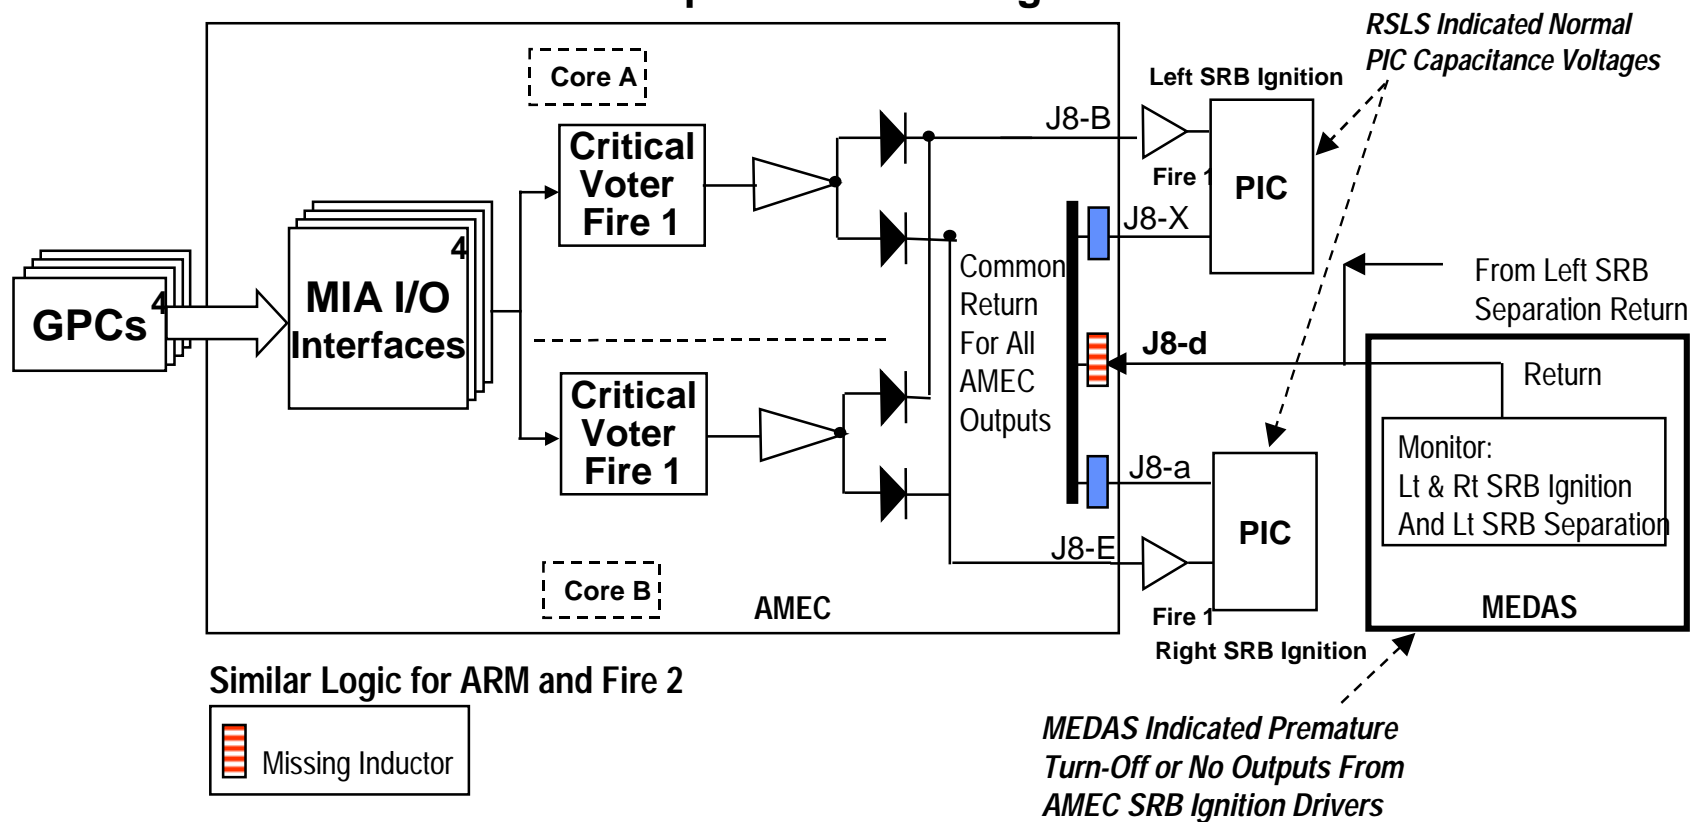 RSLS Indicated Normal
PIC Capacitance Voltages
Core A
Left SRB Ignition
J8-B
Critical
Voter
Fire 1
Fire 1
PIC
J8-X
4
MIA I/O
Interfaces
4
GPCs
Common
Return
For All
AMEC
Outputs
From Left SRB
Separation Return
J8-d
Return
Critical
Voter
Fire 1
Monitor:
Lt & Rt SRB Ignition
And Lt SRB Separation
J8-a
PIC
J8-E
Core B
AMEC
MEDAS
Fire 1
Right SRB Ignition
Similar Logic for ARM and Fire 2
Missing Inductor
MEDAS Indicated Premature
Turn-Off or No Outputs From
AMEC SRB Ignition Drivers